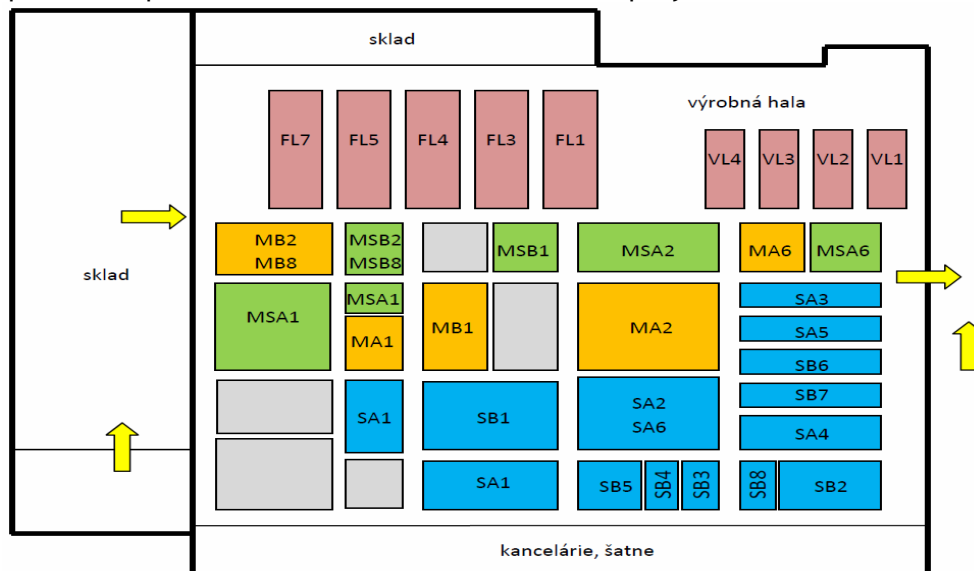 sklad
výrobná hala
FL7
FL5
FL4
FL3
FL1
VL4
VL3
VL2
VL1
sklad
MB2
MB8
MSB2
MSB8
MSB1
MSA2
MA6
MSA6
MSA1
MSA1
MA1
MB1
MA2
SA3
SA5
SB6
SB7
SA4
SA1
SB1
SA2
SA6
SA1
SB5
SB4
SB3
SB8
SB2
kancelárie, šatne